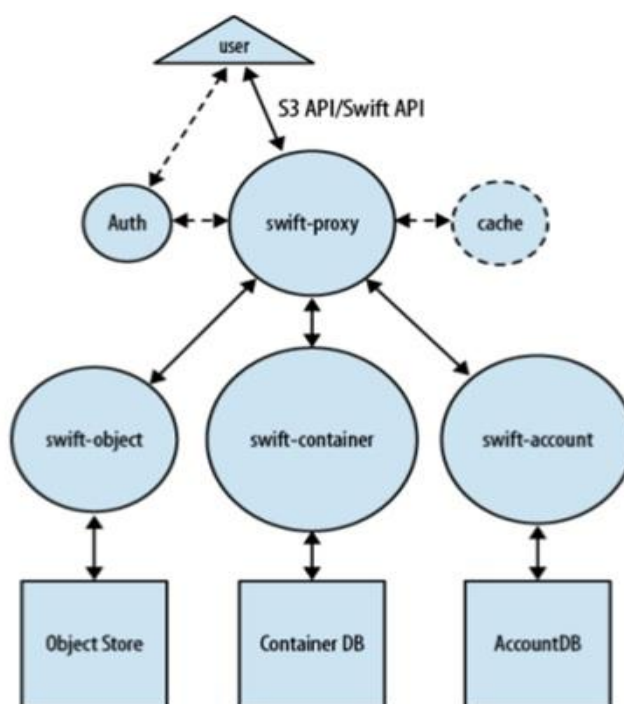 user
S3 API/Swift API
Auth
swift-proxy
cache
swift-object
swift-container
swift-account
Object Store
Container DB
AccountDB